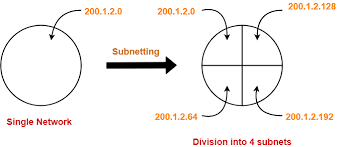 200.1.2.0
Single Network
Subnetting
200.1.2.0
200.1.2.128
200.1.2.64
200.1.2.192
Division into 4 subnets